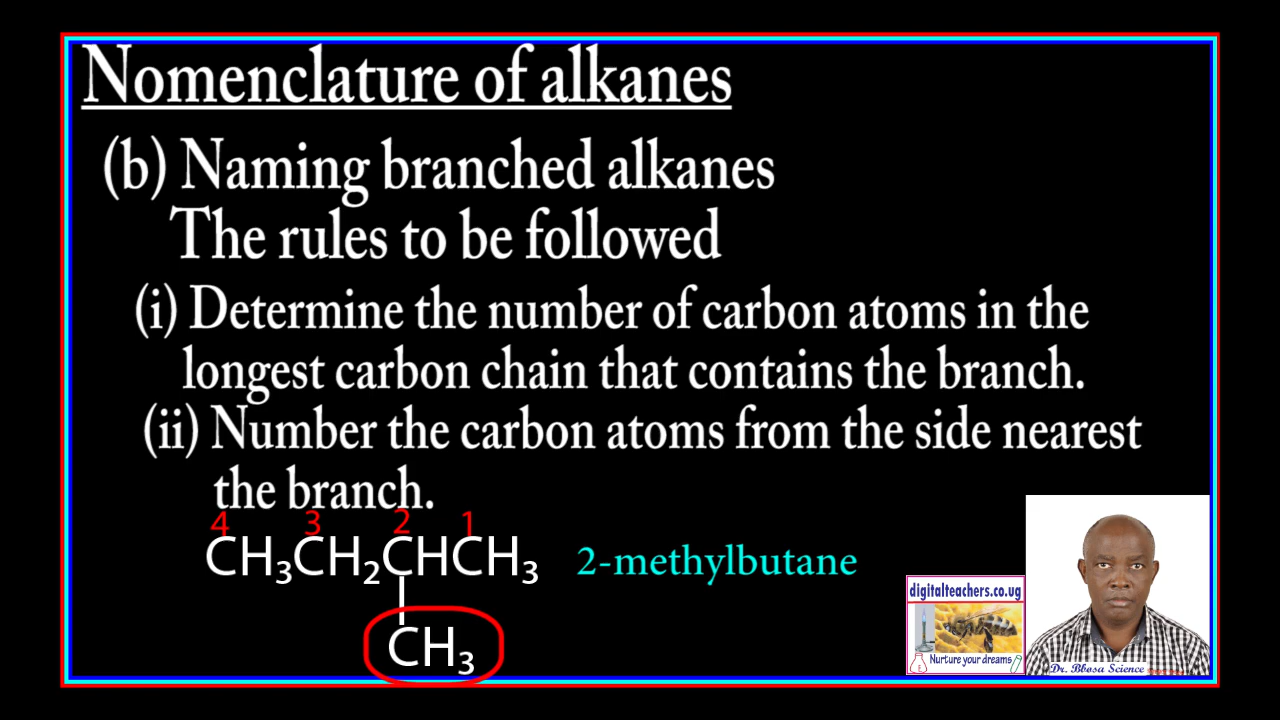 Nomenclature of alkanes
(b) Naming branched alkanes
The rules to be followed
(i) Determine the number of carbon atoms in the
longest carbon chain that contains the branch.
(ii) Number the carbon atoms from the side nearest
the branch.
4 3 2 1
CH₃CH₂CHCH₃ 2-methylbutane
CH₃
digitalteachers.co.ug
Nurture your dreams
Dr. Bbosa Science